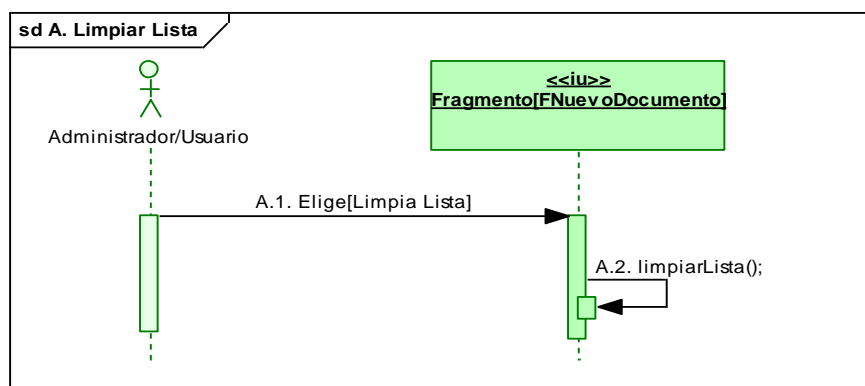 sd A. Limpiar Lista
<<iu>>
Fragmento[FNuevoDocumento]
Administrador/Usuario
A.1. Elige[Limpia Lista]
A.2. limpiarLista();